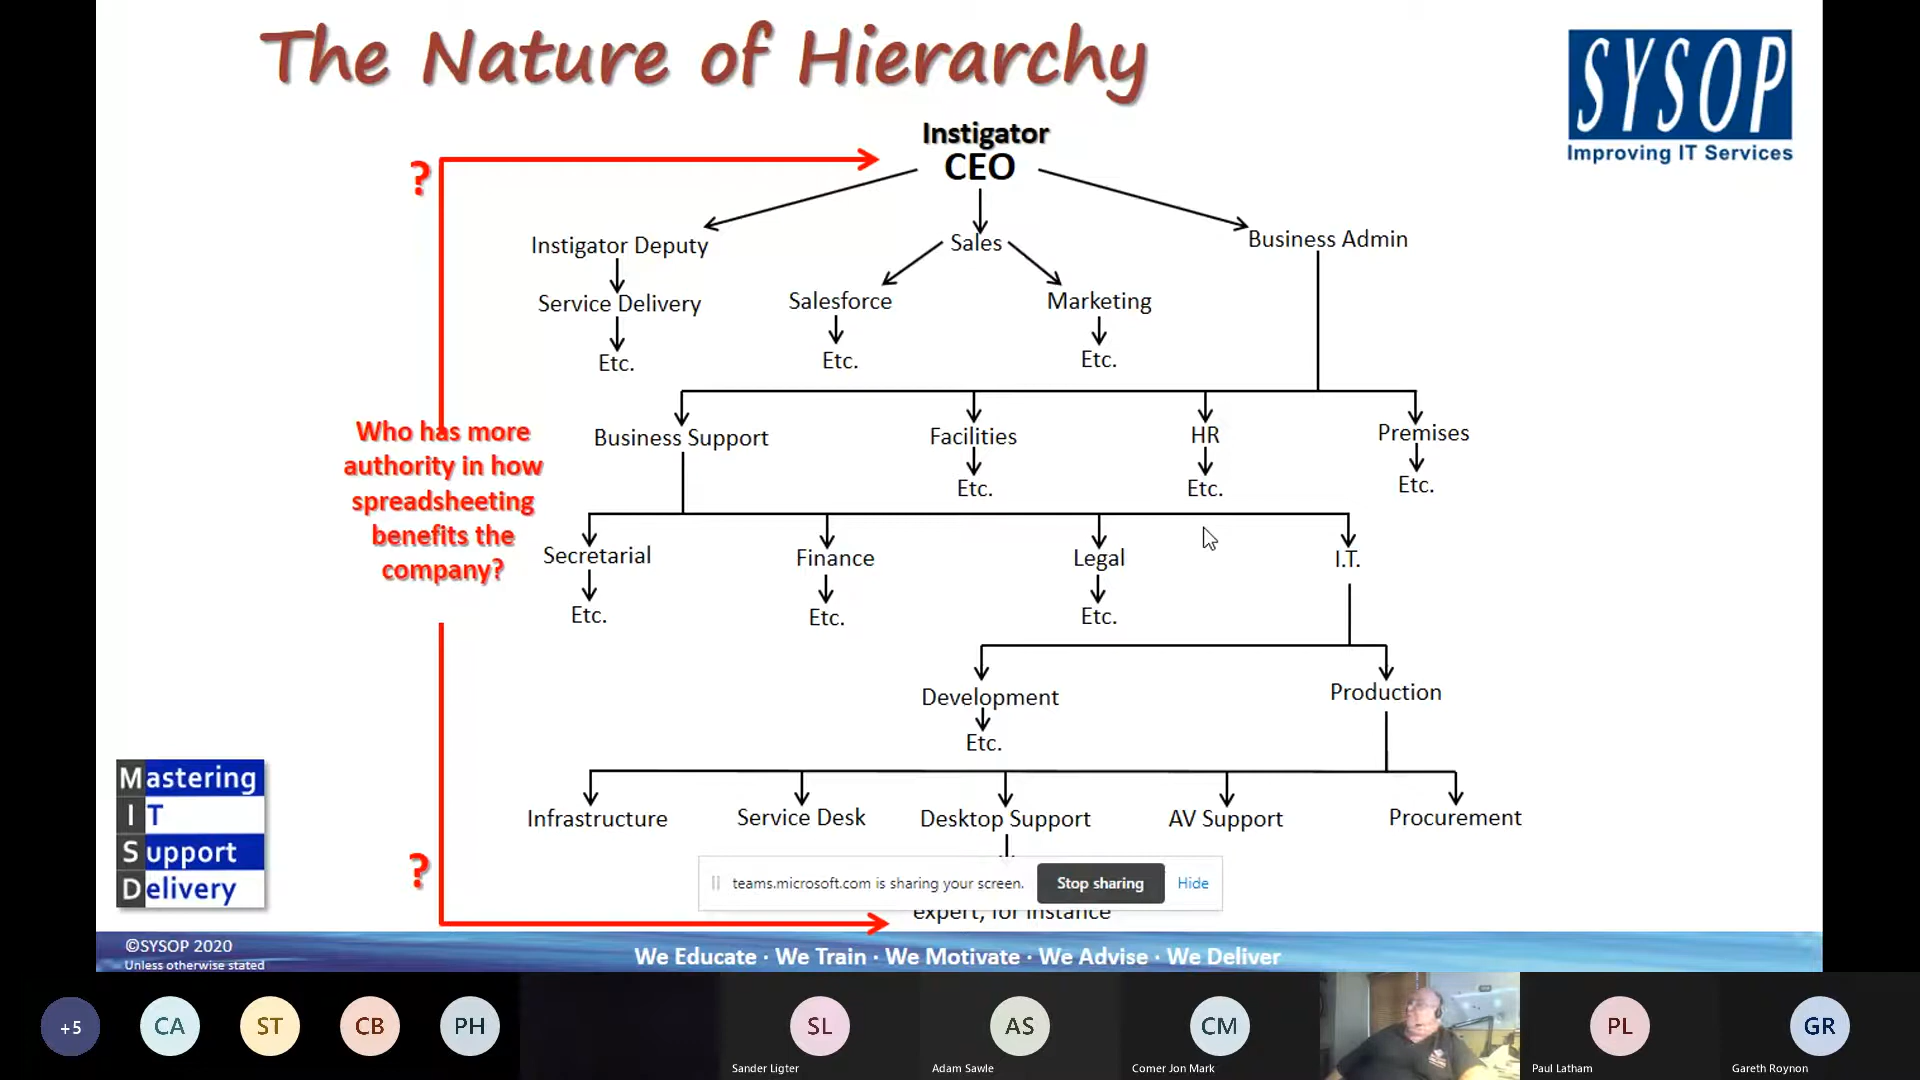 The Nature of Hierarchy
SYSOP
Improving IT Services
Instigator
CEO
?
Instigator Deputy
Sales
Business Admin
Service Delivery
Salesforce
Marketing
Etc.
Etc.
Etc.
Who has more
authority in how
spreadsheeting
benefits the
company?
Business Support
Facilities
HR
Premises
Etc.
Etc.
Etc.
Secretarial
Finance
Legal
I.T.
Etc.
Etc.
Etc.
Development
Production
Etc.
Infrastructure
Service Desk
Desktop Support
AV Support
Procurement
Mastering
IT
Support
Delivery
?
teams.microsoft.com is sharing your screen.
Stop sharing
Hide
expert, for instance
©SYSOP 2020
Unless otherwise stated
We Educate · We Train · We Motivate · We Advise · We Deliver
+5
CA
ST
CB
PH
SL
AS
CM
PL
GR
Sander Ligter
Adam Sawle
Comer Jon Mark
Paul Latham
Gareth Roynon